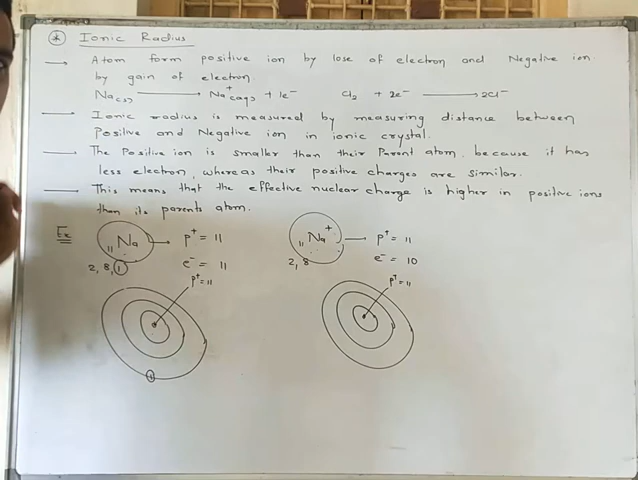 * Ionic Radius
→ Atom form positive ion by lose of electron and Negative ion
by gain of electron
Na(s) → Na+(aq) + 1e- Cl2 + 2e- → 2Cl-
→ Ionic radius is measured by measuring distance between
Positive and Negative ion in ionic crystal.
→ The Positive ion is smaller than their Parent atom, because it has
less electron, whereas their positive charges are similar.
→ This means that the effective nuclear charge is higher in positive ions
than its parents atom.
Ex 11Na → p+ = 11 11Na+ → p+ = 11
2, 8, 1 e- = 11 2, 8 e- = 10
p+ = 11 p+ = 11